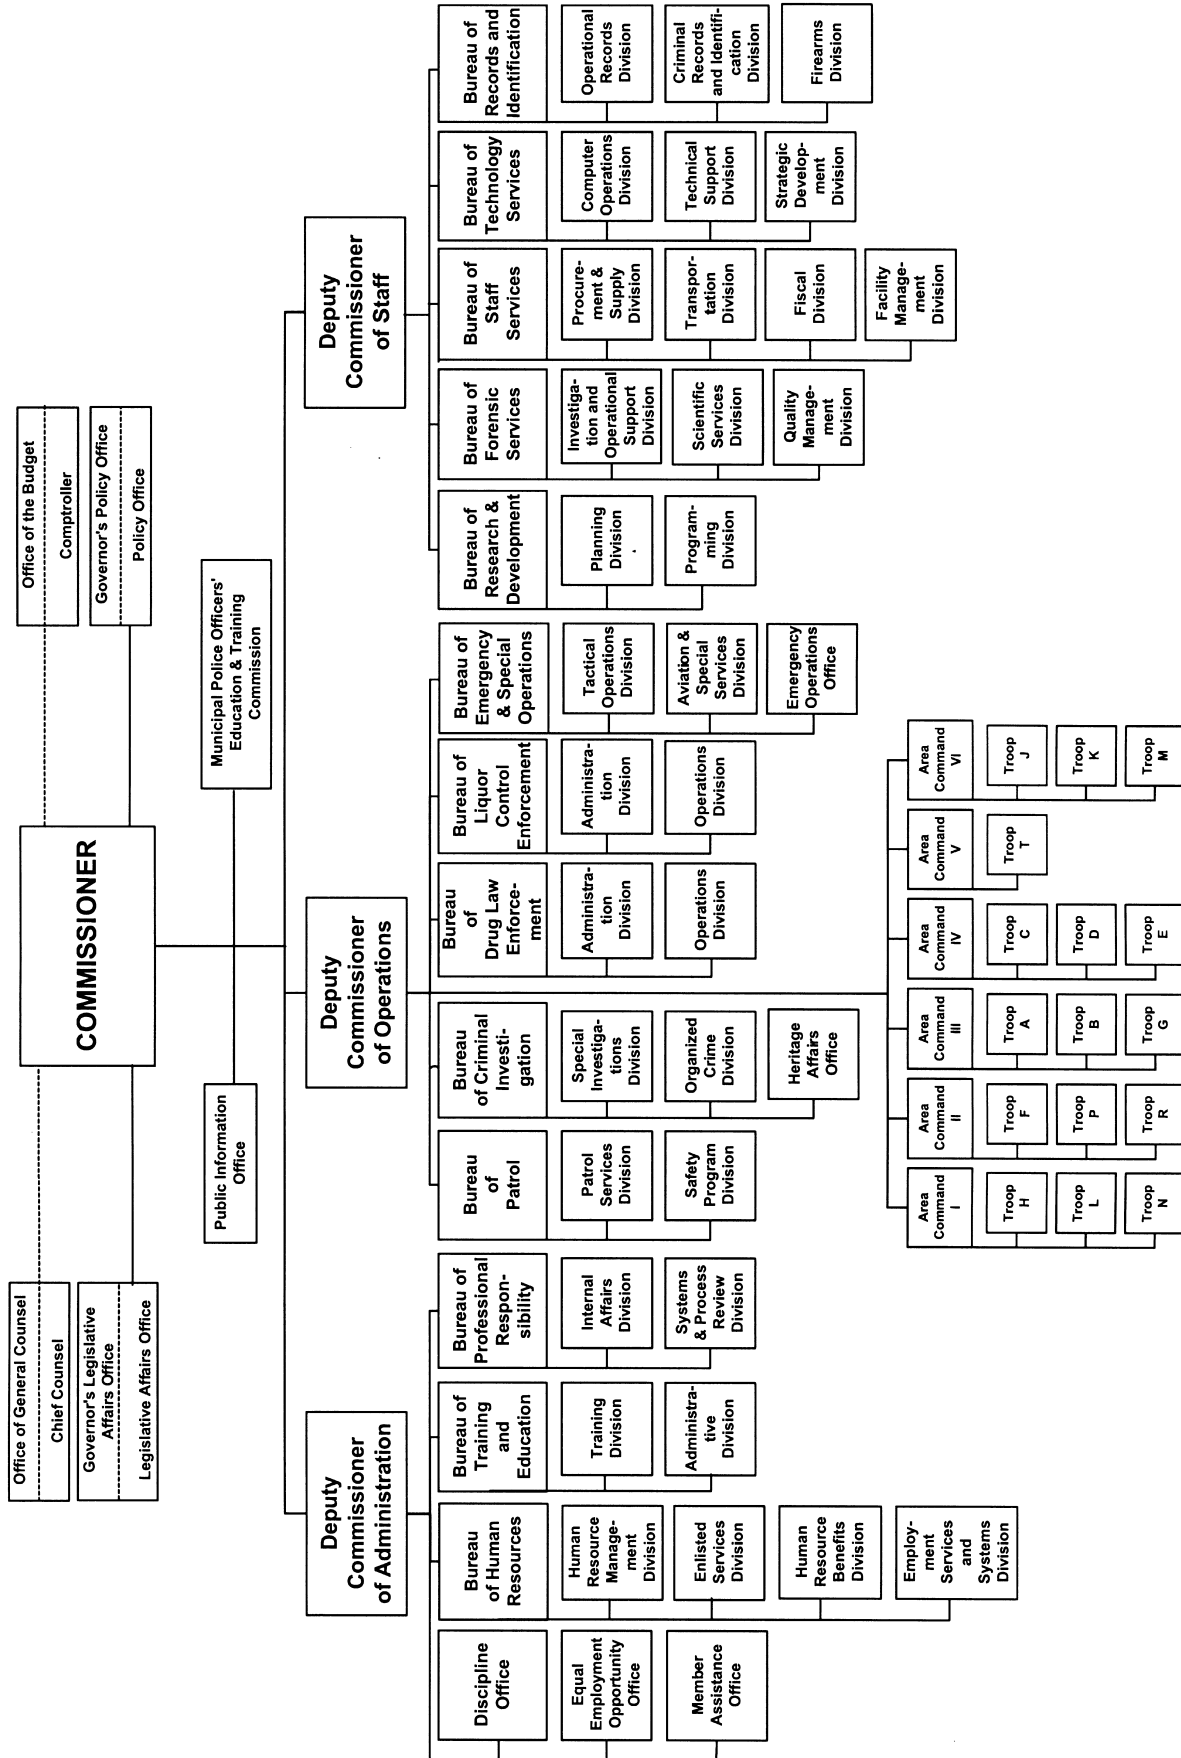 Office of General Counsel
Chief Counsel
Governor's Legislative
Affairs Office
Legislative Affairs Office
COMMISSIONER
Office of the Budget
Comptroller
Governor's Policy Office
Policy Office
Public Information
Office
Municipal Police Officers'
Education & Training
Commission
Deputy
Commissioner
of Administration
Deputy
Commissioner
of Operations
Deputy
Commissioner
of Staff
Discipline
Office
Equal
Employment
Opportunity
Office
Member
Assistance
Office
Bureau
of Human
Resources
Human
Resource
Manage-
ment
Division
Enlisted
Services
Division
Human
Resource
Benefits
Division
Employ-
ment
Services
and
Systems
Division
Bureau of
Training
and
Education
Training
Division
Administra-
tive
Division
Bureau of
Professional
Respon-
sibility
Internal
Affairs
Division
Systems
& Process
Review
Division
Bureau
of
Patrol
Patrol
Services
Division
Safety
Program
Division
Bureau
of Criminal
Investi-
gation
Special
Investiga-
tions
Division
Organized
Crime
Division
Heritage
Affairs
Office
Bureau
of
Drug Law
Enforce-
ment
Administra-
tion
Division
Operations
Division
Bureau of
Liquor
Control
Enforcement
Administra-
tion
Division
Operations
Division
Bureau of
Emergency
& Special
Operations
Tactical
Operations
Division
Aviation &
Special
Services
Division
Emergency
Operations
Office
Bureau of
Research &
Development
Planning
Division
Program-
ming
Division
Bureau of
Forensic
Services
Investiga-
tion and
Operational
Support
Division
Scientific
Services
Division
Quality
Manage-
ment
Division
Bureau of
Staff
Services
Procure-
ment &
Supply
Division
Transpor-
tation
Division
Fiscal
Division
Facility
Manage-
ment
Division
Bureau of
Technology
Services
Computer
Operations
Division
Technical
Support
Division
Strategic
Develop-
ment
Division
Bureau of
Records and
Identification
Operational
Records
Division
Criminal
Records
and Identifi-
cation
Division
Firearms
Division
Area
Command
I
Troop
H
Troop
L
Troop
N
Area
Command
II
Troop
F
Troop
P
Troop
R
Area
Command
III
Troop
A
Troop
B
Troop
G
Area
Command
IV
Troop
C
Troop
D
Troop
E
Area
Command
V
Troop
T
Area
Command
VI
Troop
J
Troop
K
Troop
M